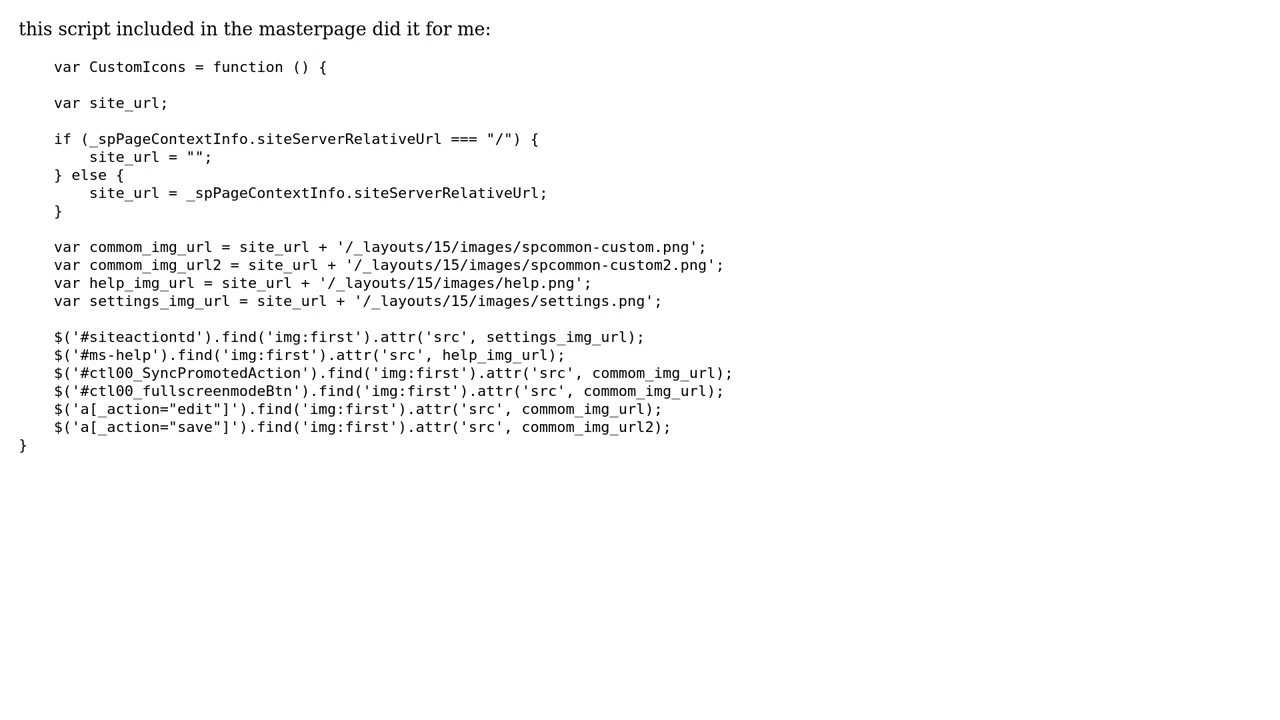 this script included in the masterpage did it for me:
    var CustomIcons = function () {

    var site_url;

    if (_spPageContextInfo.siteServerRelativeUrl === "/") {
        site_url = "";
    } else {
        site_url = _spPageContextInfo.siteServerRelativeUrl;
    }

    var commom_img_url = site_url + '/_layouts/15/images/spcommon-custom.png';
    var commom_img_url2 = site_url + '/_layouts/15/images/spcommon-custom2.png';
    var help_img_url = site_url + '/_layouts/15/images/help.png';
    var settings_img_url = site_url + '/_layouts/15/images/settings.png';

    $('#siteactiontd').find('img:first').attr('src', settings_img_url);
    $('#ms-help').find('img:first').attr('src', help_img_url);
    $('#ctl00_SyncPromotedAction').find('img:first').attr('src', commom_img_url);
    $('#ctl00_fullscreenmodeBtn').find('img:first').attr('src', commom_img_url);
    $('a[_action="edit"]').find('img:first').attr('src', commom_img_url);
    $('a[_action="save"]').find('img:first').attr('src', commom_img_url2);
}